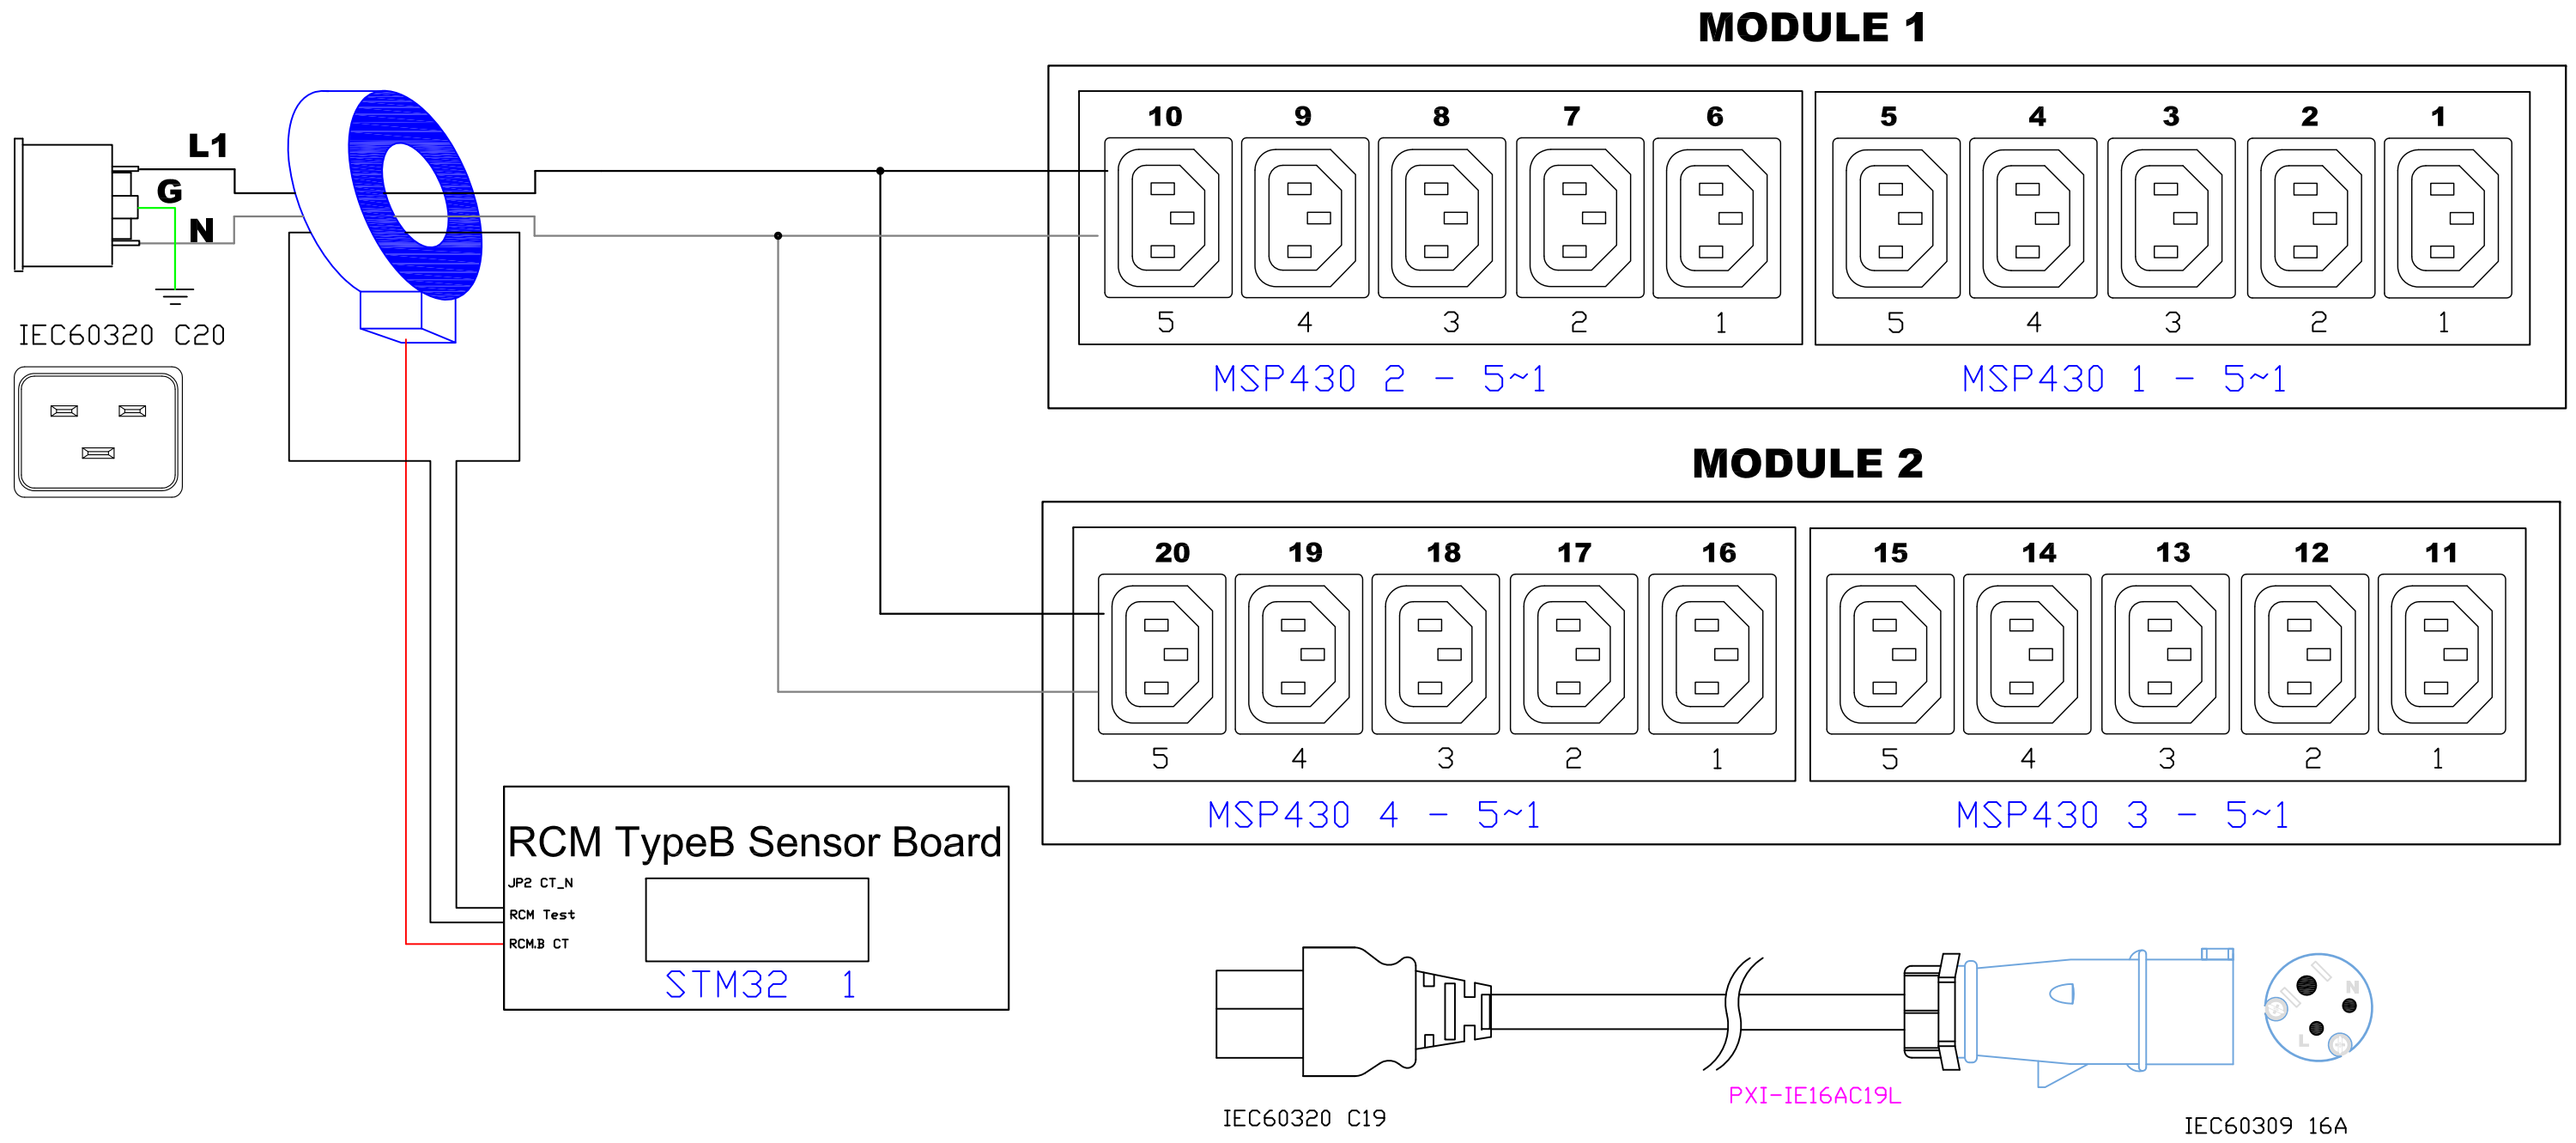 MODULE 1
L1
G
N
IEC60320 C20
10 9 8 7 6 5 4 3 2 1
5 4 3 2 1 5 4 3 2 1
MSP430 2 - 5~1 MSP430 1 - 5~1
MODULE 2
20 19 18 17 16 15 14 13 12 11
5 4 3 2 1 5 4 3 2 1
MSP430 4 - 5~1 MSP430 3 - 5~1
RCM TypeB Sensor Board
JP2 CT_N
RCM Test
RCM.B CT
STM32 1
N
L
PXI-IE16AC19L
IEC60320 C19
IEC60309 16A